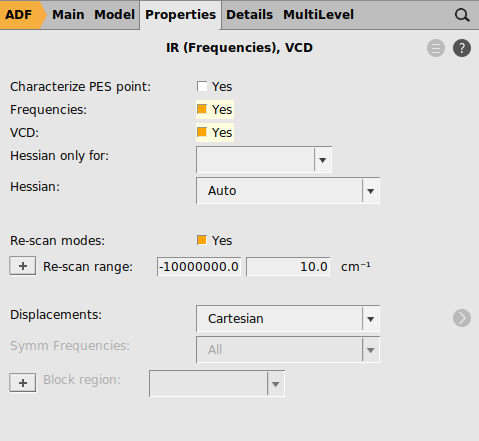 ADF Main Model Properties Details MultiLevel
IR (Frequencies), VCD
Characterize PES point: Yes
Frequencies: Yes
VCD: Yes
Hessian only for:
Hessian: Auto
Re-scan modes: Yes
+ Re-scan range: -10000000.0 10.0 cm⁻¹
Displacements: Cartesian
Symm Frequencies: All
+ Block region: